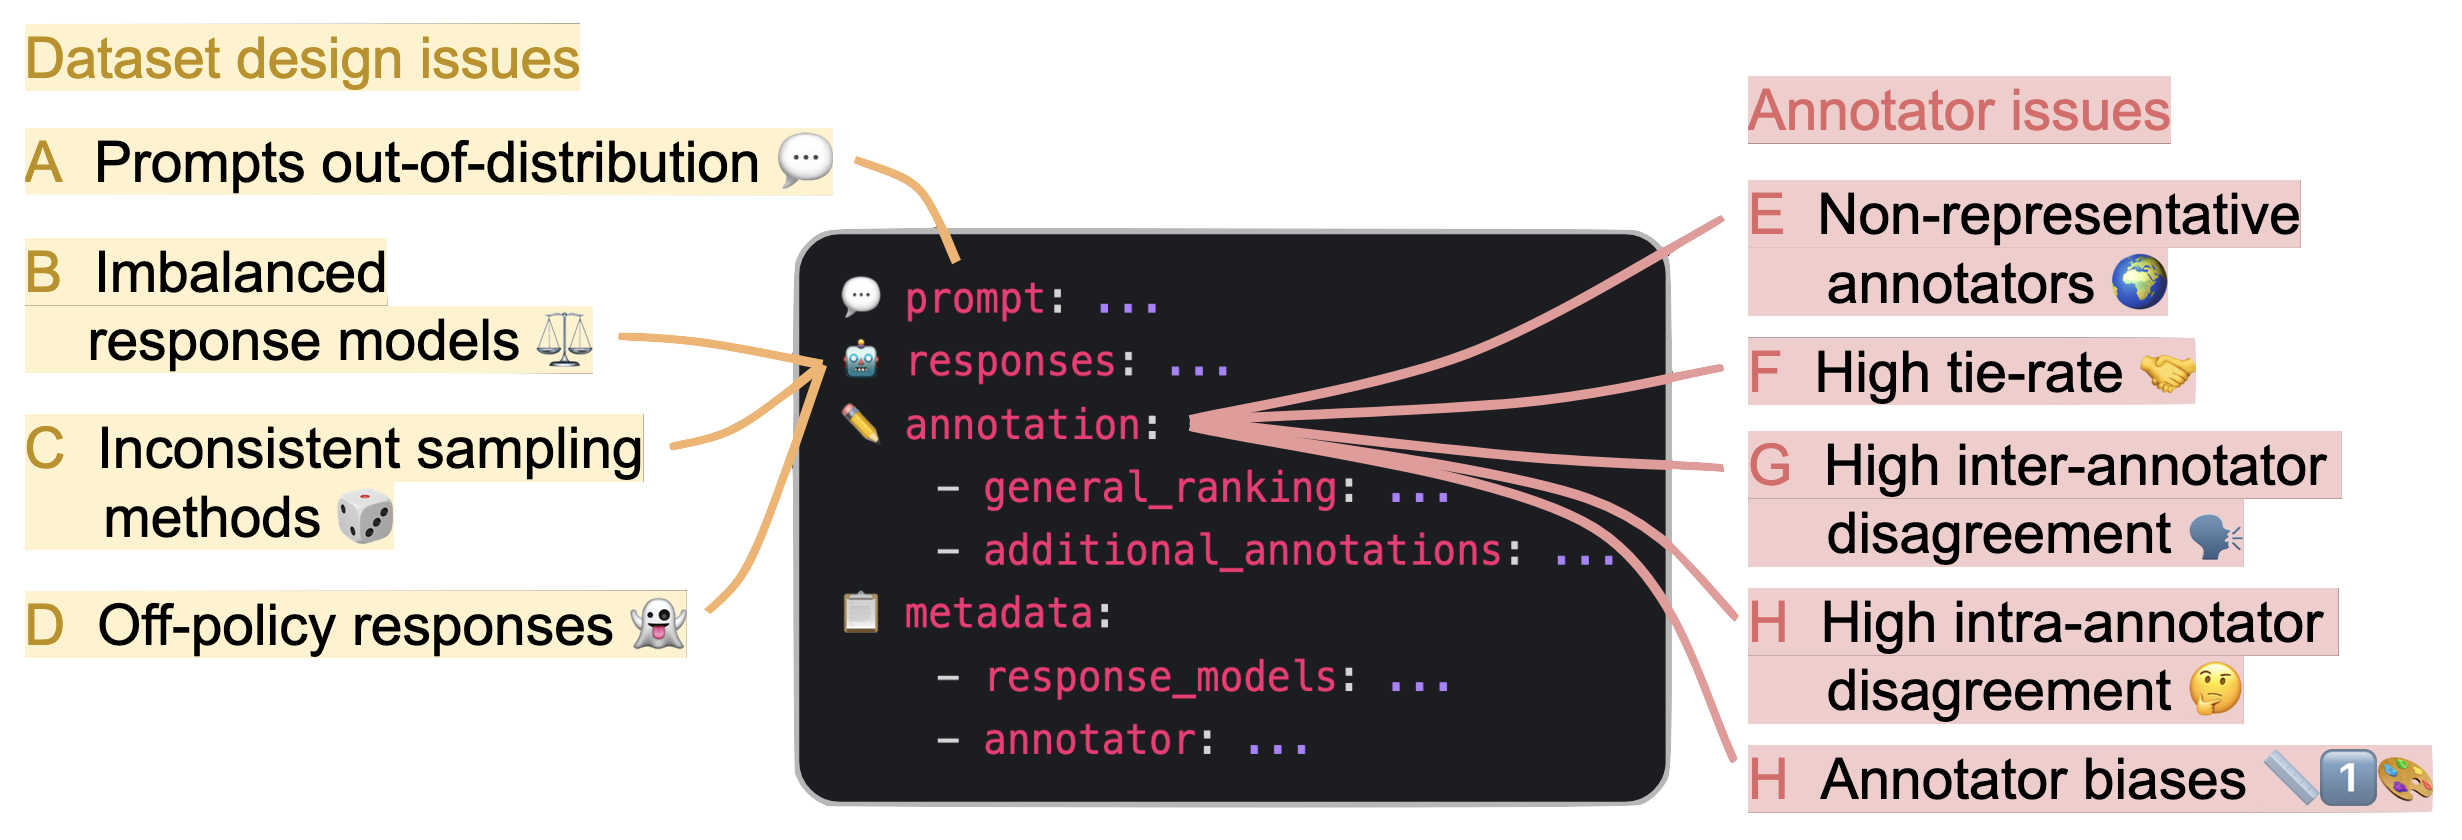 Dataset design issues
A Prompts out-of-distribution 💬
B Imbalanced
response models ⚖️
C Inconsistent sampling
methods 🎲
D Off-policy responses 👻
💬 prompt: ...
🤖 responses: ...
✏️ annotation:
- general_ranking: ...
- additional_annotations: ...
📋 metadata:
- response_models: ...
- annotator: ...
Annotator issues
E Non-representative
annotators 🌍
F High tie-rate 🤝
G High inter-annotator
disagreement 🗣️
H High intra-annotator
disagreement 🤔
H Annotator biases 📏1️⃣🎨